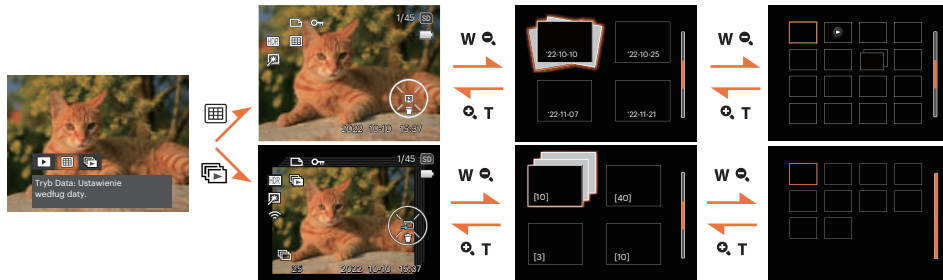 Tryb Data: Ustawienie
według daty.
1/45 SD
HDR
2022 10-10 15:37
W
T
'22-10-10
'22-10-25
'22-11-07
'22-11-21
W
T
1/45 SD
HDR
25 2022 10-10 15:37
W
T
[10]
[40]
[3]
[10]
W
T